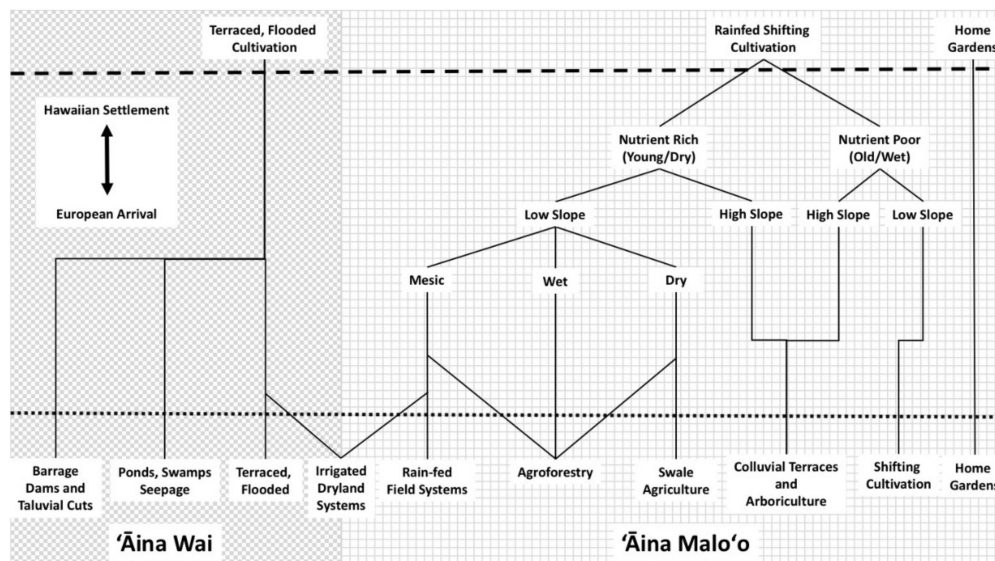 Terraced, Flooded
Cultivation
Rainfed Shifting
Cultivation
Home
Gardens
Hawaiian Settlement
European Arrival
Nutrient Rich
(Young/Dry)
Nutrient Poor
(Old/Wet)
Low Slope
High Slope
High Slope
Low Slope
Mesic
Wet
Dry
Barrage
Dams and
Taluvial Cuts
Ponds, Swamps
Seepage
Terraced,
Flooded
Irrigated
Dryland
Systems
Rain-fed
Field Systems
Agroforestry
Swale
Agriculture
Colluvial Terraces
and
Arboriculture
Shifting
Cultivation
Home
Gardens
ʻĀina Wai
ʻĀina Maloʻo